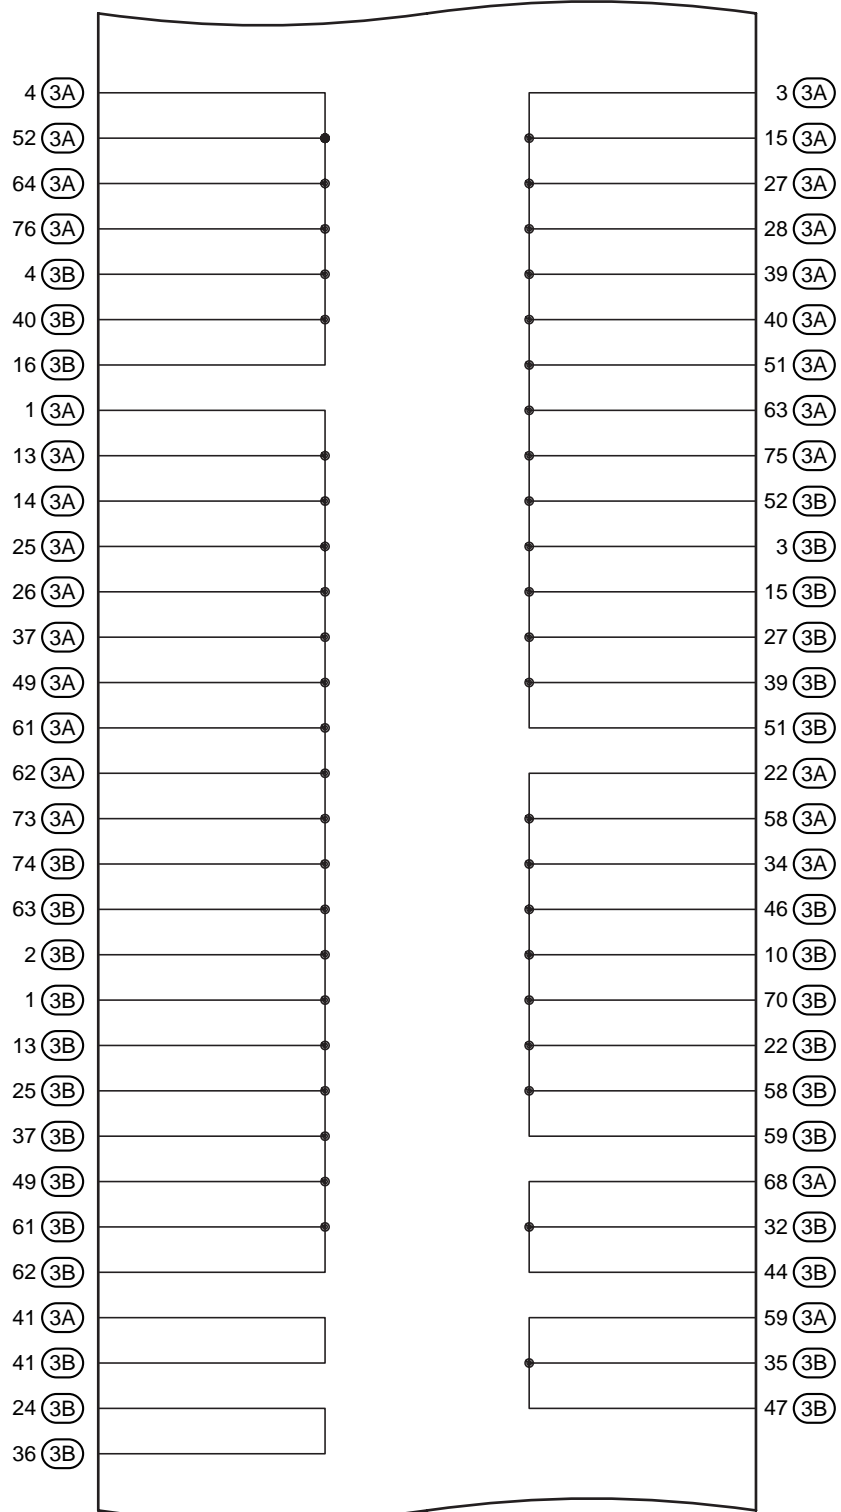 4 3A
52 3A
64 3A
76 3A
4 3B
40 3B
16 3B
1 3A
13 3A
14 3A
25 3A
26 3A
37 3A
49 3A
61 3A
62 3A
73 3A
74 3B
63 3B
2 3B
1 3B
13 3B
25 3B
37 3B
49 3B
61 3B
62 3B
41 3A
41 3B
24 3B
36 3B
3 3A
15 3A
27 3A
28 3A
39 3A
40 3A
51 3A
63 3A
75 3A
52 3B
3 3B
15 3B
27 3B
39 3B
51 3B
22 3A
58 3A
34 3A
46 3B
10 3B
70 3B
22 3B
58 3B
59 3B
68 3A
32 3B
44 3B
59 3A
35 3B
47 3B